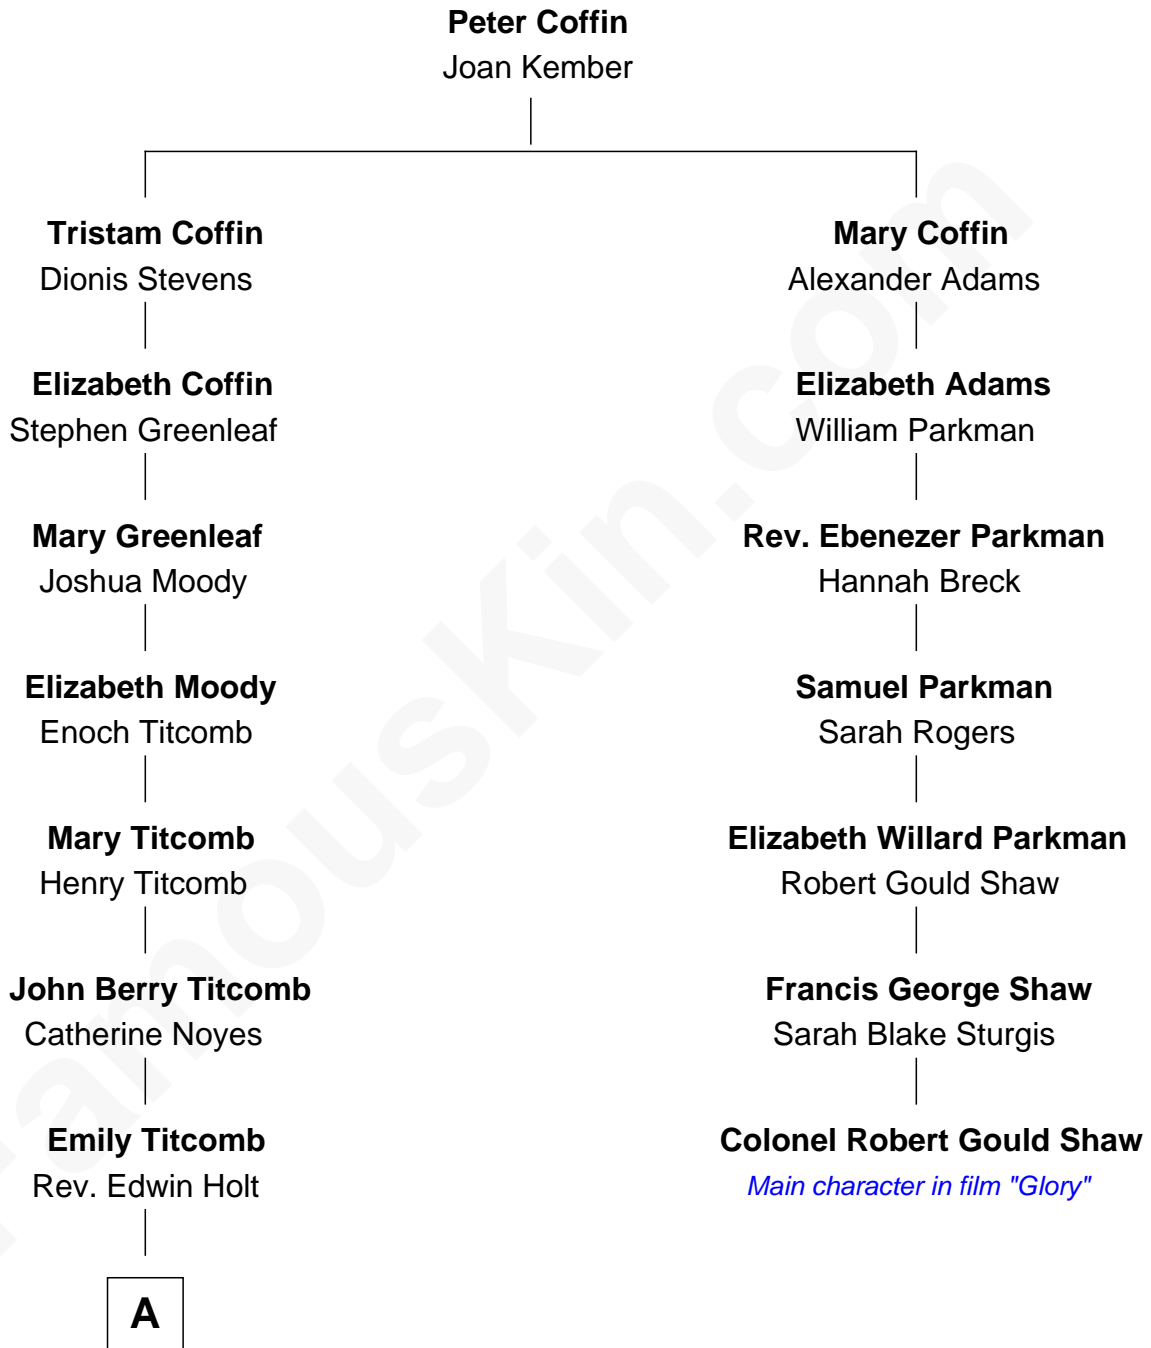 Peter Coffin
Joan Kember
Tristam Coffin
Dionis Stevens
Elizabeth Coffin
Stephen Greenleaf
Mary Greenleaf
Joshua Moody
Elizabeth Moody
Enoch Titcomb
Mary Titcomb
Henry Titcomb
John Berry Titcomb
Catherine Noyes
Emily Titcomb
Rev. Edwin Holt
A
Mary Coffin
Alexander Adams
Elizabeth Adams
William Parkman
Rev. Ebenezer Parkman
Hannah Breck
Samuel Parkman
Sarah Rogers
Elizabeth Willard Parkman
Robert Gould Shaw
Francis George Shaw
Sarah Blake Sturgis
Colonel Robert Gould Shaw
Main character in film "Glory"
FamousKin.com